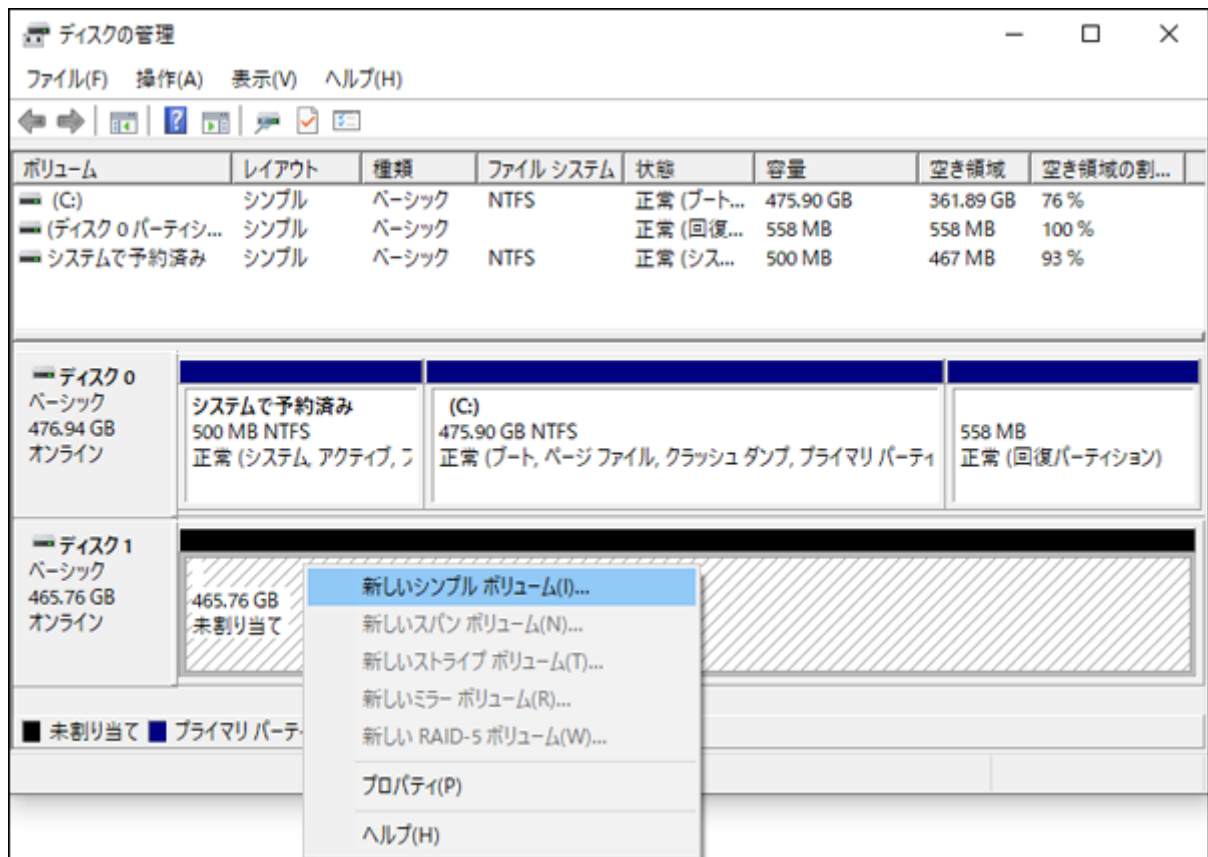 ディスクの管理
ファイル(F) 操作(A) 表示(V) ヘルプ(H)
ボリューム レイアウト 種類 ファイル システム 状態 容量 空き領域 空き領域の割...
(C:) シンプル ベーシック NTFS 正常 (ブート... 475.90 GB 361.89 GB 76 %
(ディスク 0 パーティシ... シンプル ベーシック 正常 (回復... 558 MB 558 MB 100 %
システムで予約済み シンプル ベーシック NTFS 正常 (シス... 500 MB 467 MB 93 %
ディスク 0
ベーシック
476.94 GB
オンライン
システムで予約済み
500 MB NTFS
正常 (システム, アクティブ, フ
(C:)
475.90 GB NTFS
正常 (ブート, ページ ファイル, クラッシュ ダンプ, プライマリ パーティ
558 MB
正常 (回復パーティション)
ディスク 1
ベーシック
465.76 GB
オンライン
465.76 GB
未割り当て
新しいシンプル ボリューム(I)...
新しいスパン ボリューム(N)...
新しいストライプ ボリューム(T)...
新しいミラー ボリューム(R)...
新しい RAID-5 ボリューム(W)...
プロパティ(P)
ヘルプ(H)
未割り当て プライマリ パーテ